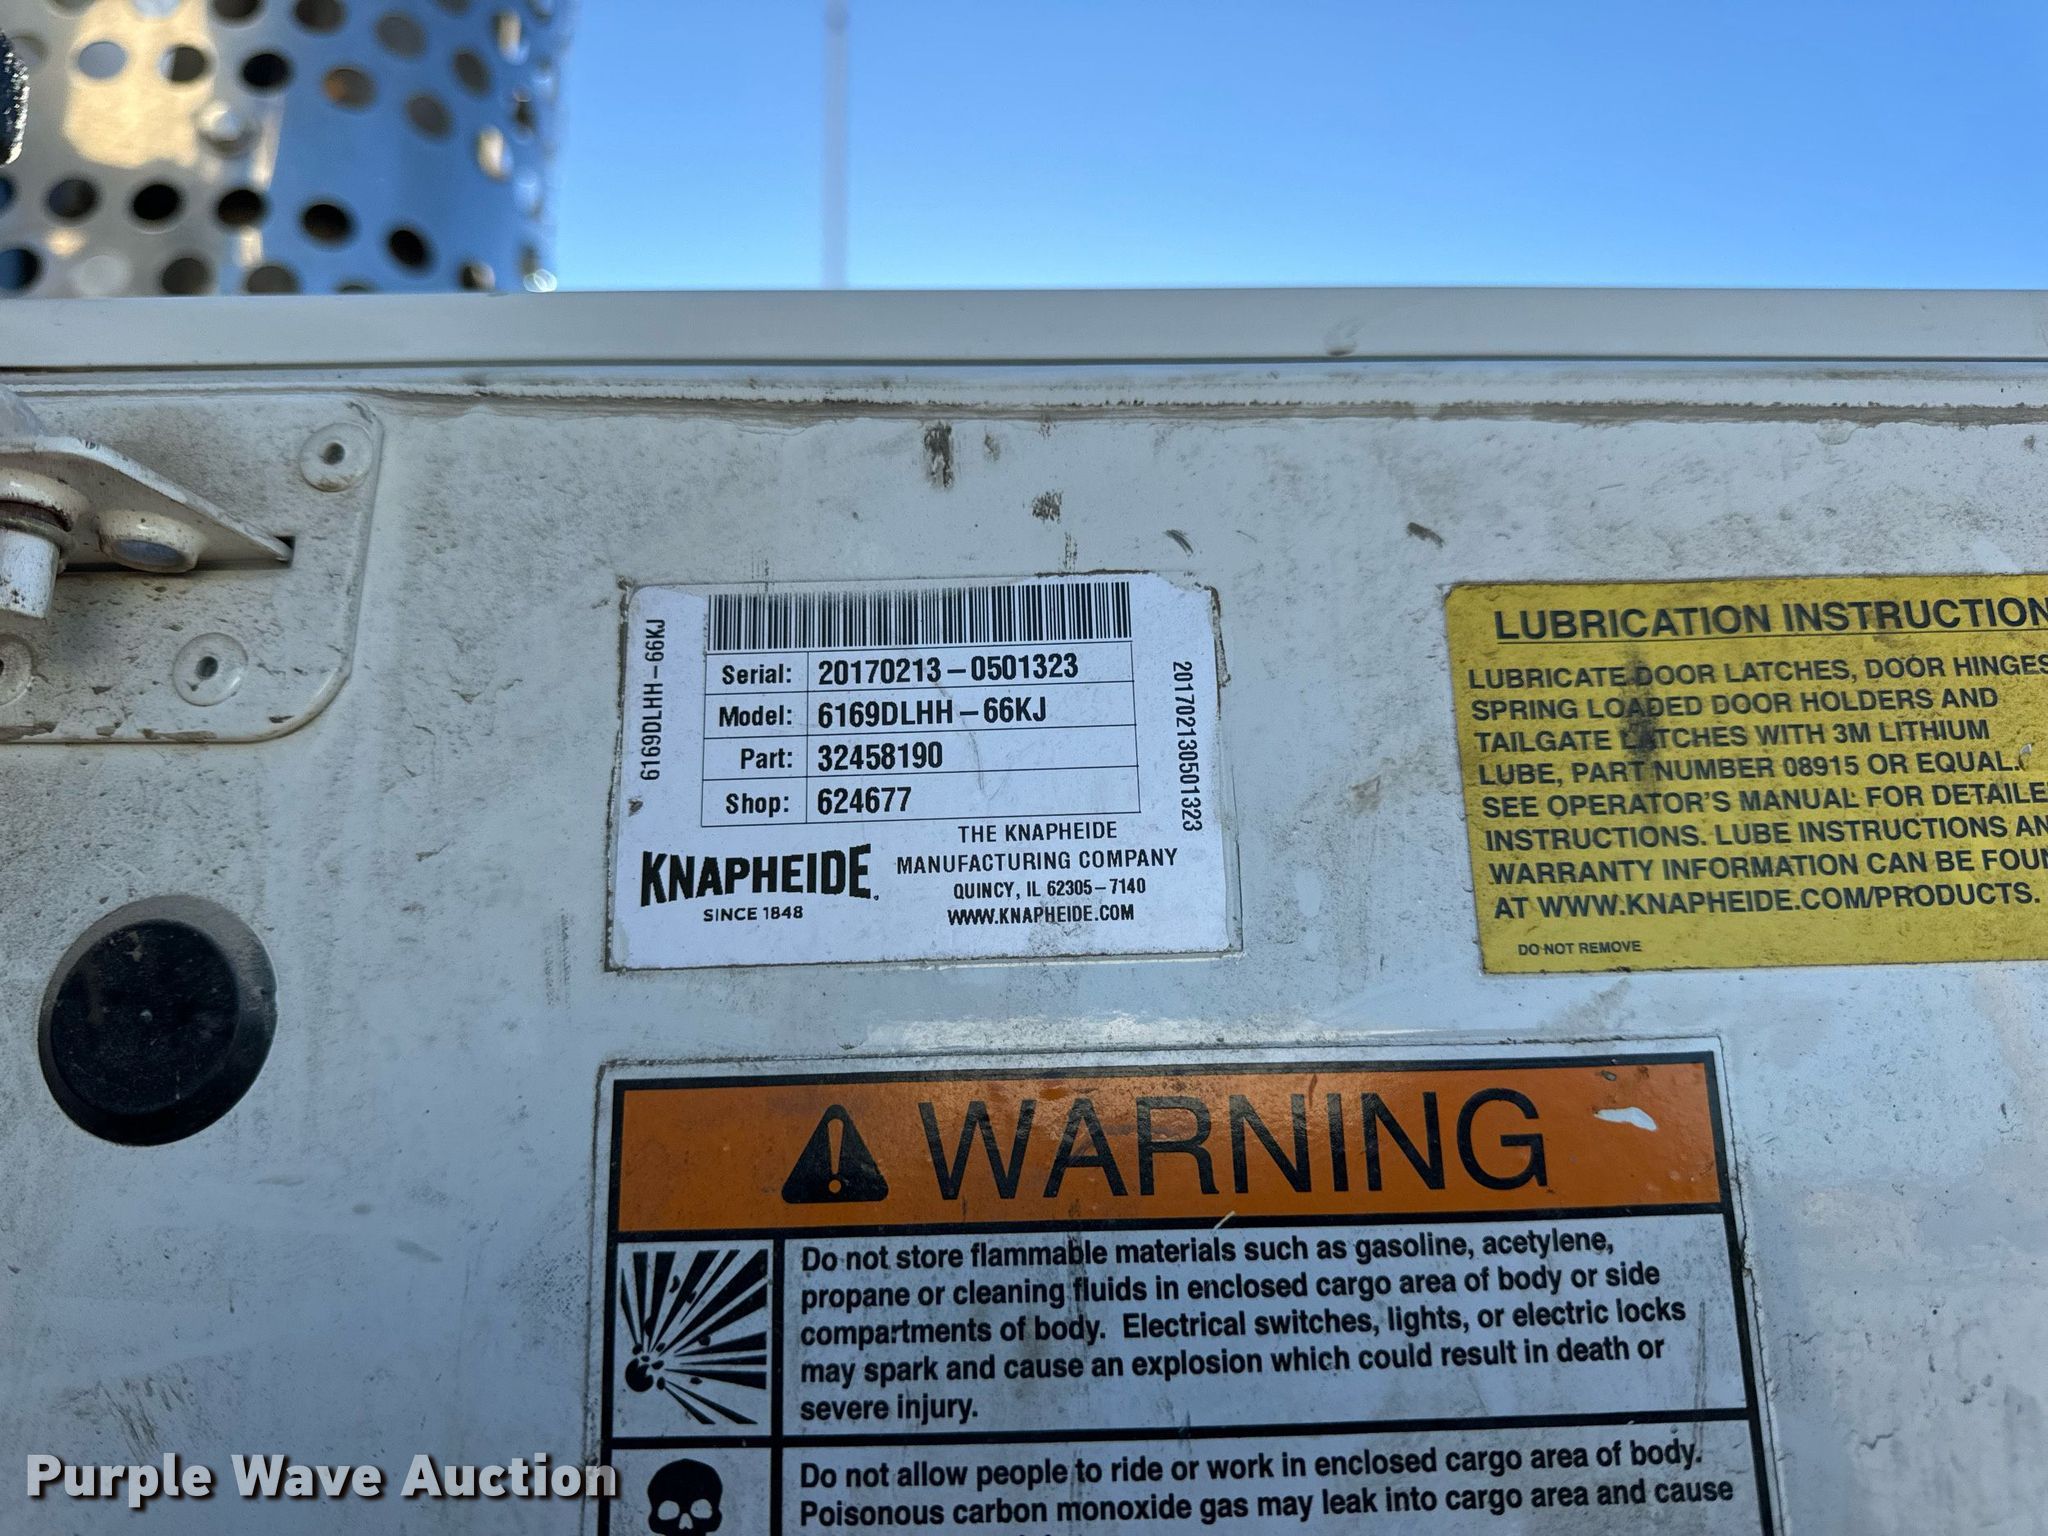 6169DLHH-66KJ
Serial: 20170213-0501323
Model: 6169DLHH-66KJ
Part: 32458190
Shop: 624677
201702130501323
KNAPHEIDE
SINCE 1848
THE KNAPHEIDE
MANUFACTURING COMPANY
QUINCY, IL 62305-7140
WWW.KNAPHEIDE.COM
LUBRICATION INSTRUCTION
LUBRICATE DOOR LATCHES, DOOR HINGES
SPRING LOADED DOOR HOLDERS AND
TAILGATE LATCHES WITH 3M LITHIUM
LUBE, PART NUMBER 08915 OR EQUAL.
SEE OPERATOR'S MANUAL FOR DETAILE
INSTRUCTIONS. LUBE INSTRUCTIONS AN
WARRANTY INFORMATION CAN BE FOUN
AT WWW.KNAPHEIDE.COM/PRODUCTS.
DO NOT REMOVE
WARNING
Do not store flammable materials such as gasoline, acetylene,
propane or cleaning fluids in enclosed cargo area of body or side
compartments of body. Electrical switches, lights, or electric locks
may spark and cause an explosion which could result in death or
severe injury.
Do not allow people to ride or work in enclosed cargo area of body.
Poisonous carbon monoxide gas may leak into cargo area and cause
Purple Wave Auction